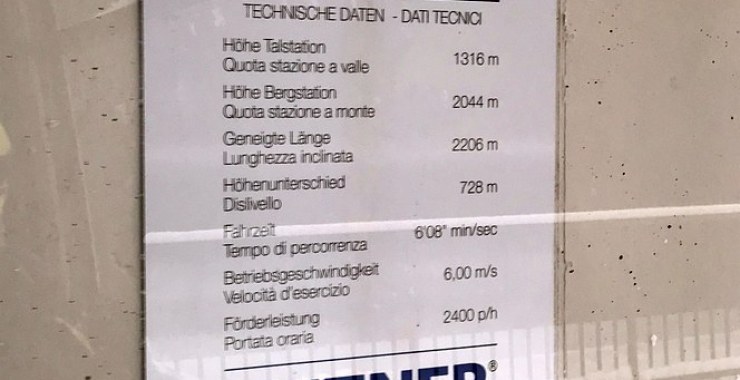 TECHNISCHE DATEN - DATI TECNICI
Höhe Talstation
Quota stazione a valle 1316 m
Höhe Bergstation
Quota stazione a monte 2044 m
Geneigte Länge
Lunghezza inclinata 2206 m
Höhenunterschied
Dislivello 728 m
Fahrzeit
Tempo di percorrenza 6'08" min/sec
Betriebsgeschwindigkeit
Velocità d'esercizio 6,00 m/s
Förderleistung
Portata oraria 2400 p/h